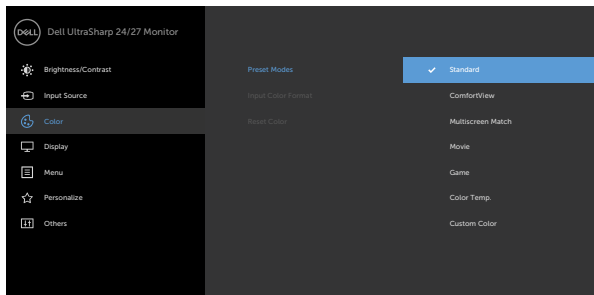 DELL Dell UltraSharp 24/27 Monitor
Brightness/Contrast
Input Source
Color
Display
Menu
Personalize
Others
Preset Modes
Input Color Format
Reset Color
Standard
ComfortView
Multiscreen Match
Movie
Game
Color Temp.
Custom Color